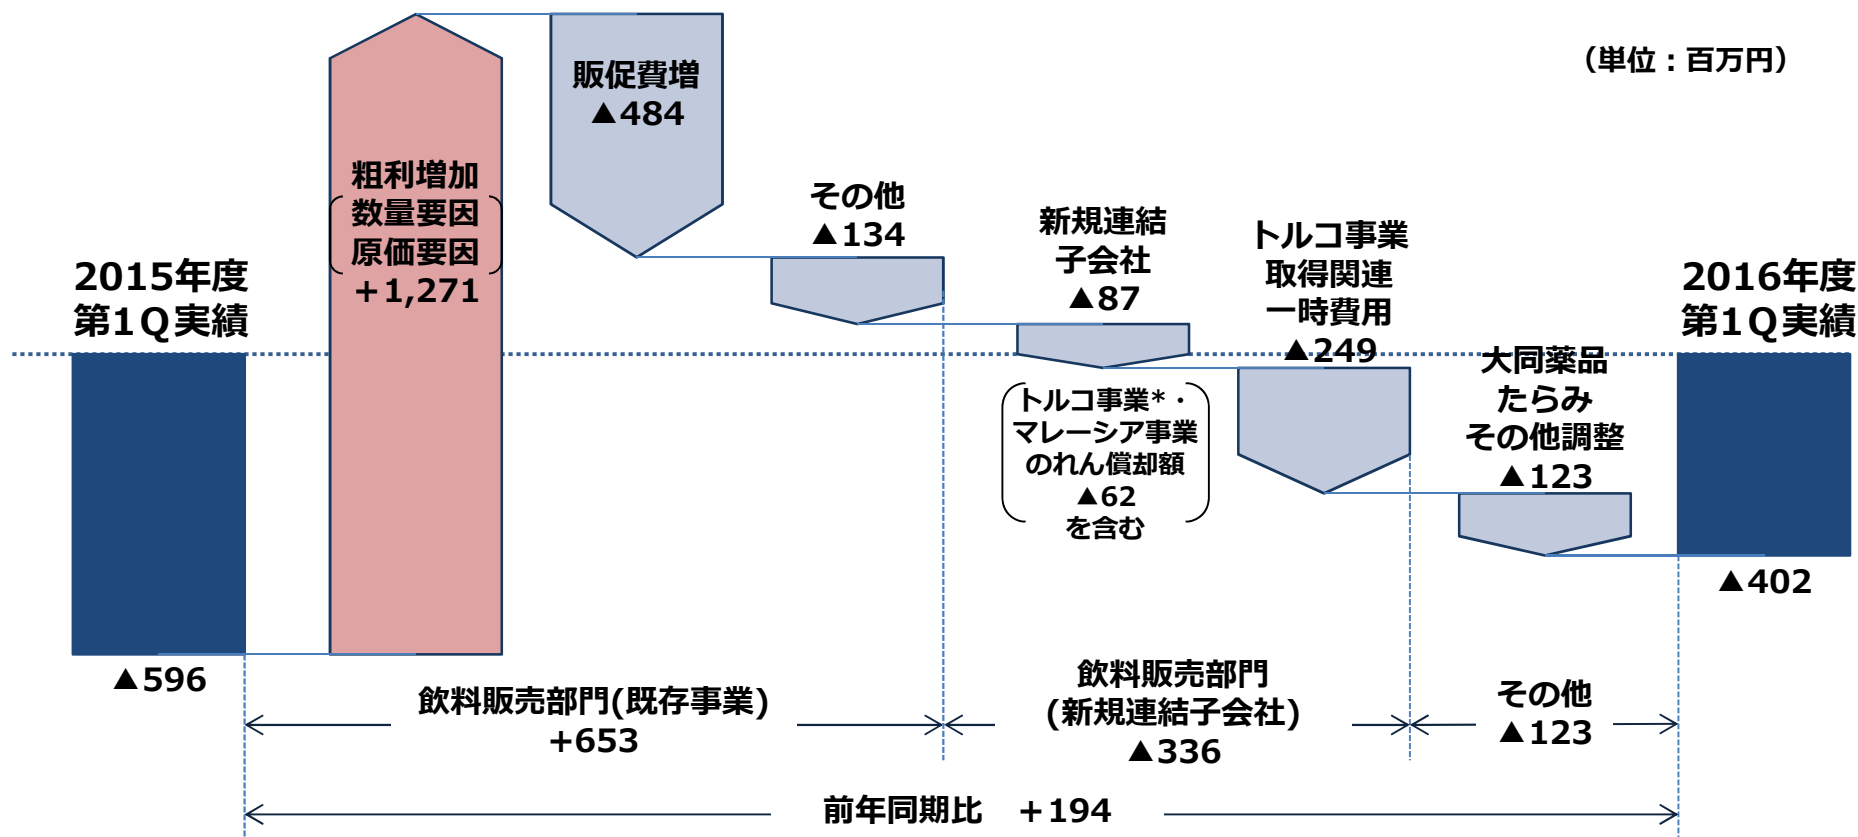 （単位：百万円）
2015年度
第1Q実績
▲596
粗利増加
数量要因
原価要因
＋1,271
販促費増
▲484
その他
▲134
新規連結
子会社
▲87
トルコ事業*・
マレーシア事業
のれん償却額
▲62
を含む
トルコ事業
取得関連
一時費用
▲249
大同薬品
たらみ
その他調整
▲123
2016年度
第1Q実績
▲402
飲料販売部門(既存事業)
+653
飲料販売部門
(新規連結子会社)
▲336
その他
▲123
前年同期比　＋194